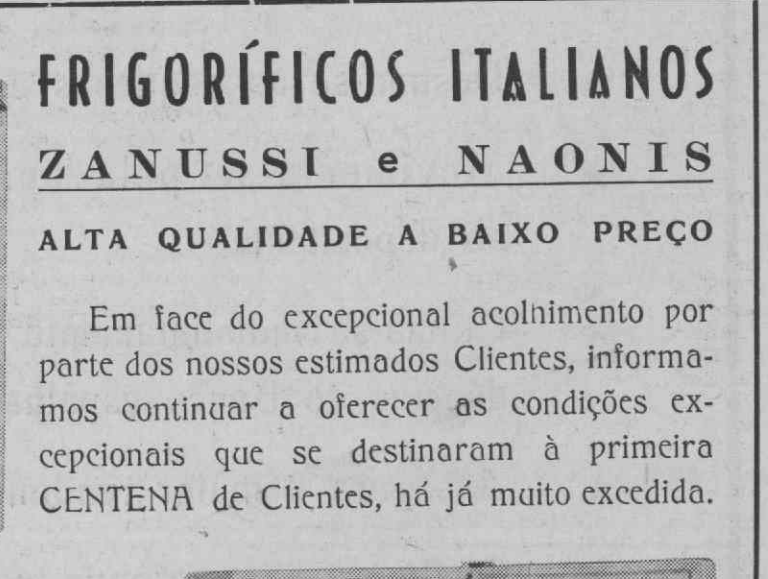 FRIGORÍFICOS ITALIANOS
ZANUSSI e NAONIS
ALTA QUALIDADE A BAIXO PREÇO
Em face do excepcional acolhimento por
parte dos nossos estimados Clientes, informa-
mos continuar a oferecer as condições ex-
cepcionais que se destinaram à primeira
CENTENA de Clientes, há já muito excedida.